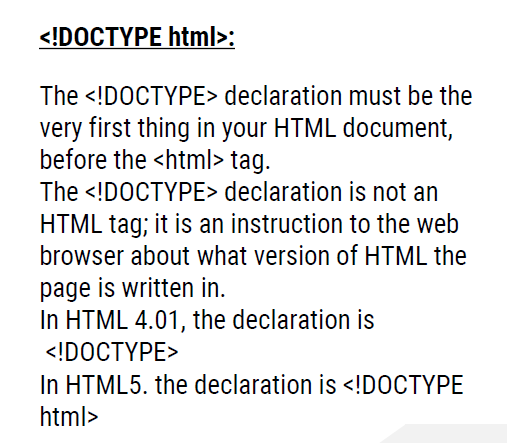 <!DOCTYPE html>:
The <!DOCTYPE> declaration must be the
very first thing in your HTML document,
before the <html> tag.
The <!DOCTYPE> declaration is not an
HTML tag; it is an instruction to the web
browser about what version of HTML the
page is written in.
In HTML 4.01, the declaration is
<!DOCTYPE>
In HTML5. the declaration is <!DOCTYPE
html>